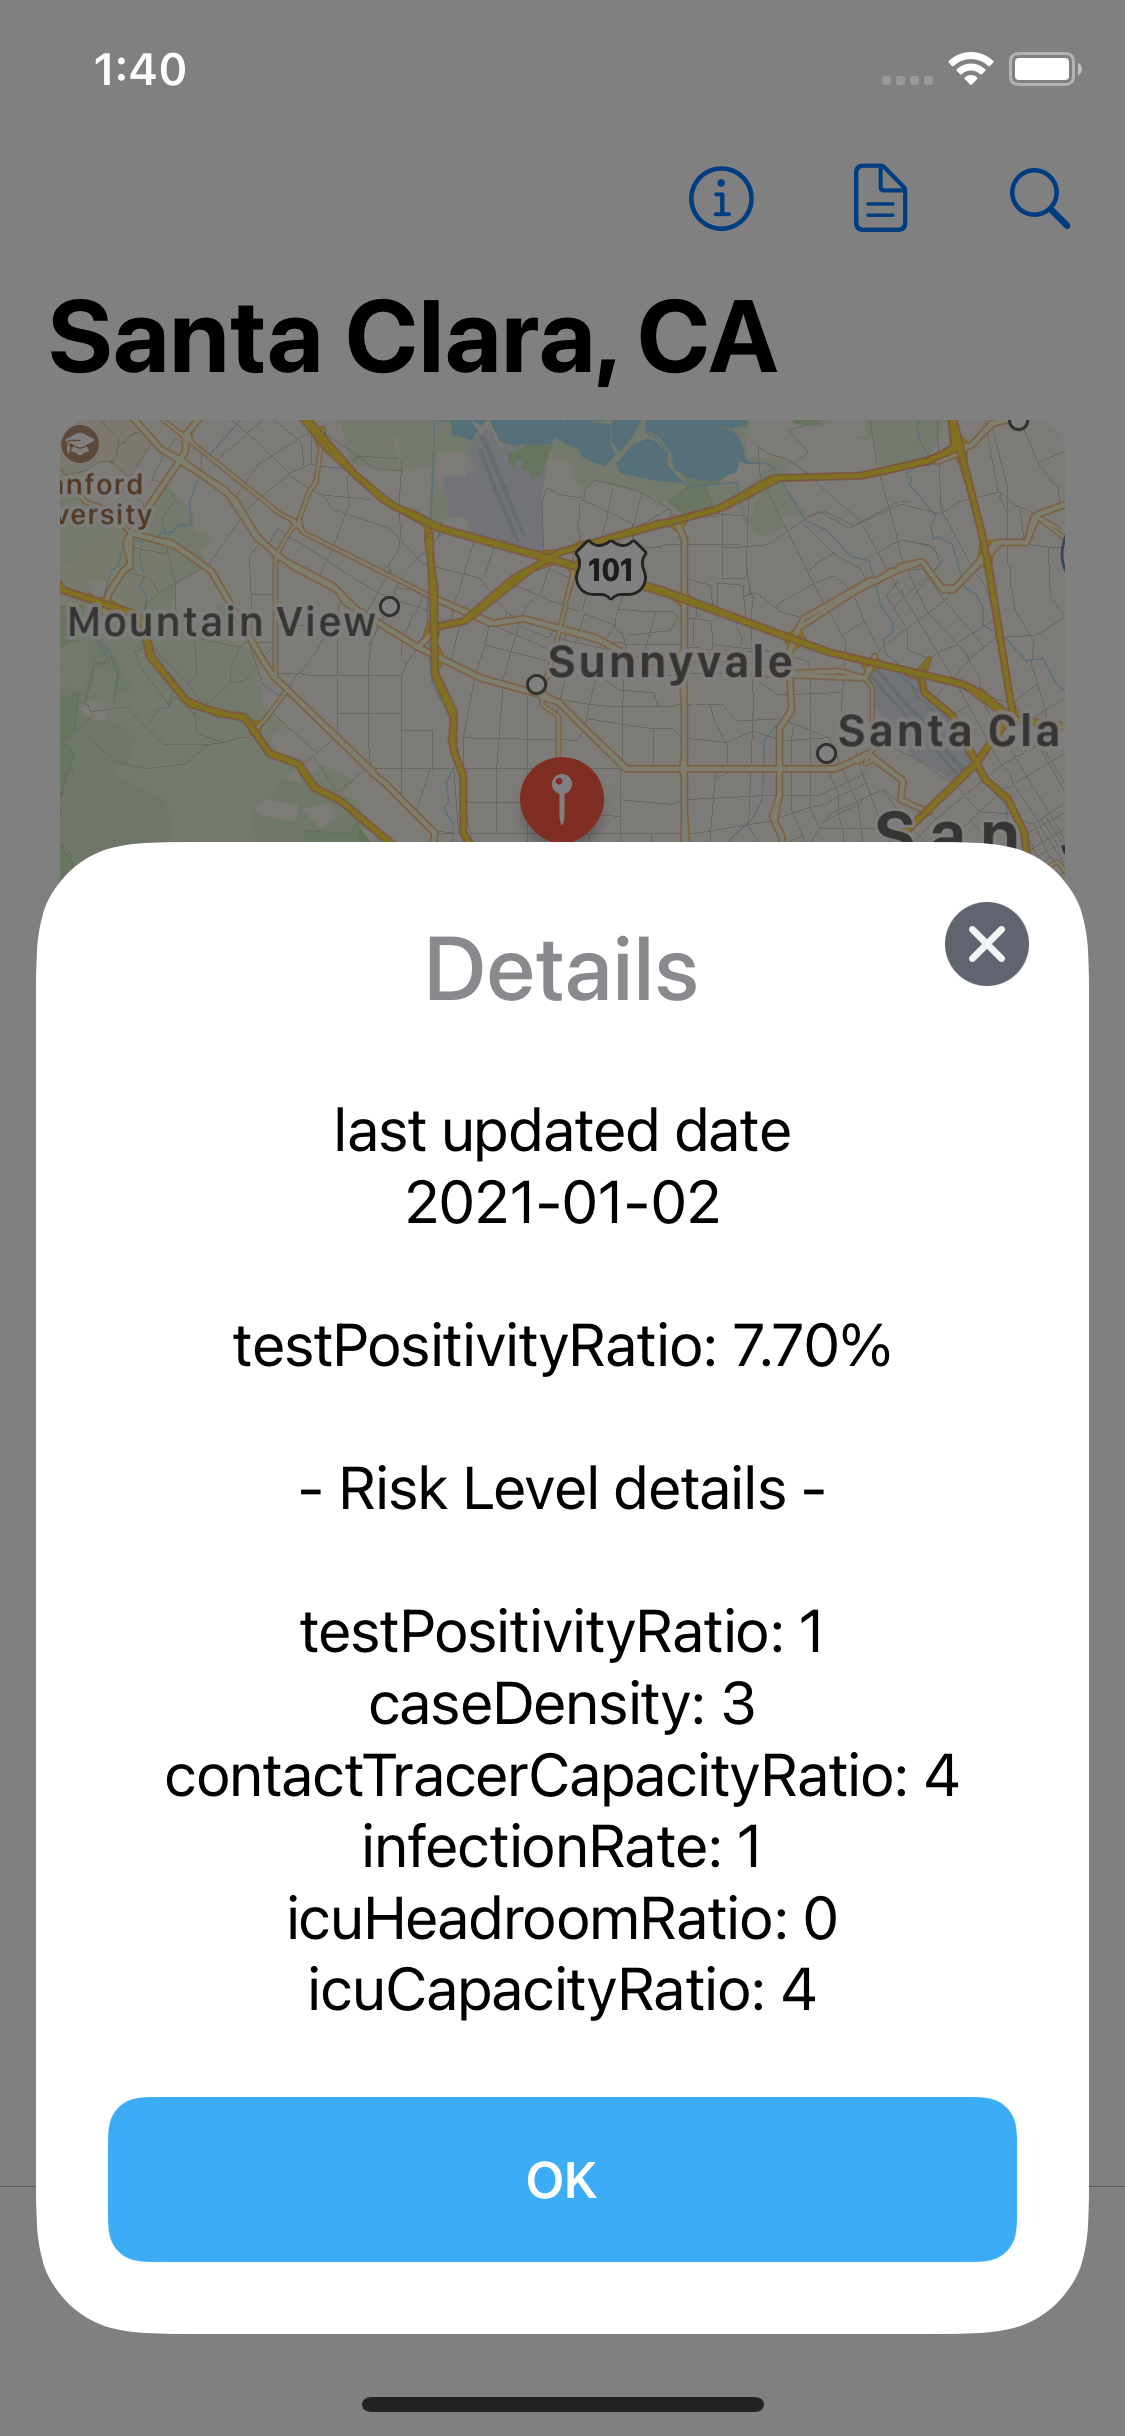 1:40
Santa Clara, CA
anford
versity
101
Mountain View
Sunnyvale
Santa Cla
San
Details
last updated date
2021-01-02
testPositivityRatio: 7.70%
- Risk Level details -
testPositivityRatio: 1
caseDensity: 3
contactTracerCapacityRatio: 4
infectionRate: 1
icuHeadroomRatio: 0
icuCapacityRatio: 4
OK